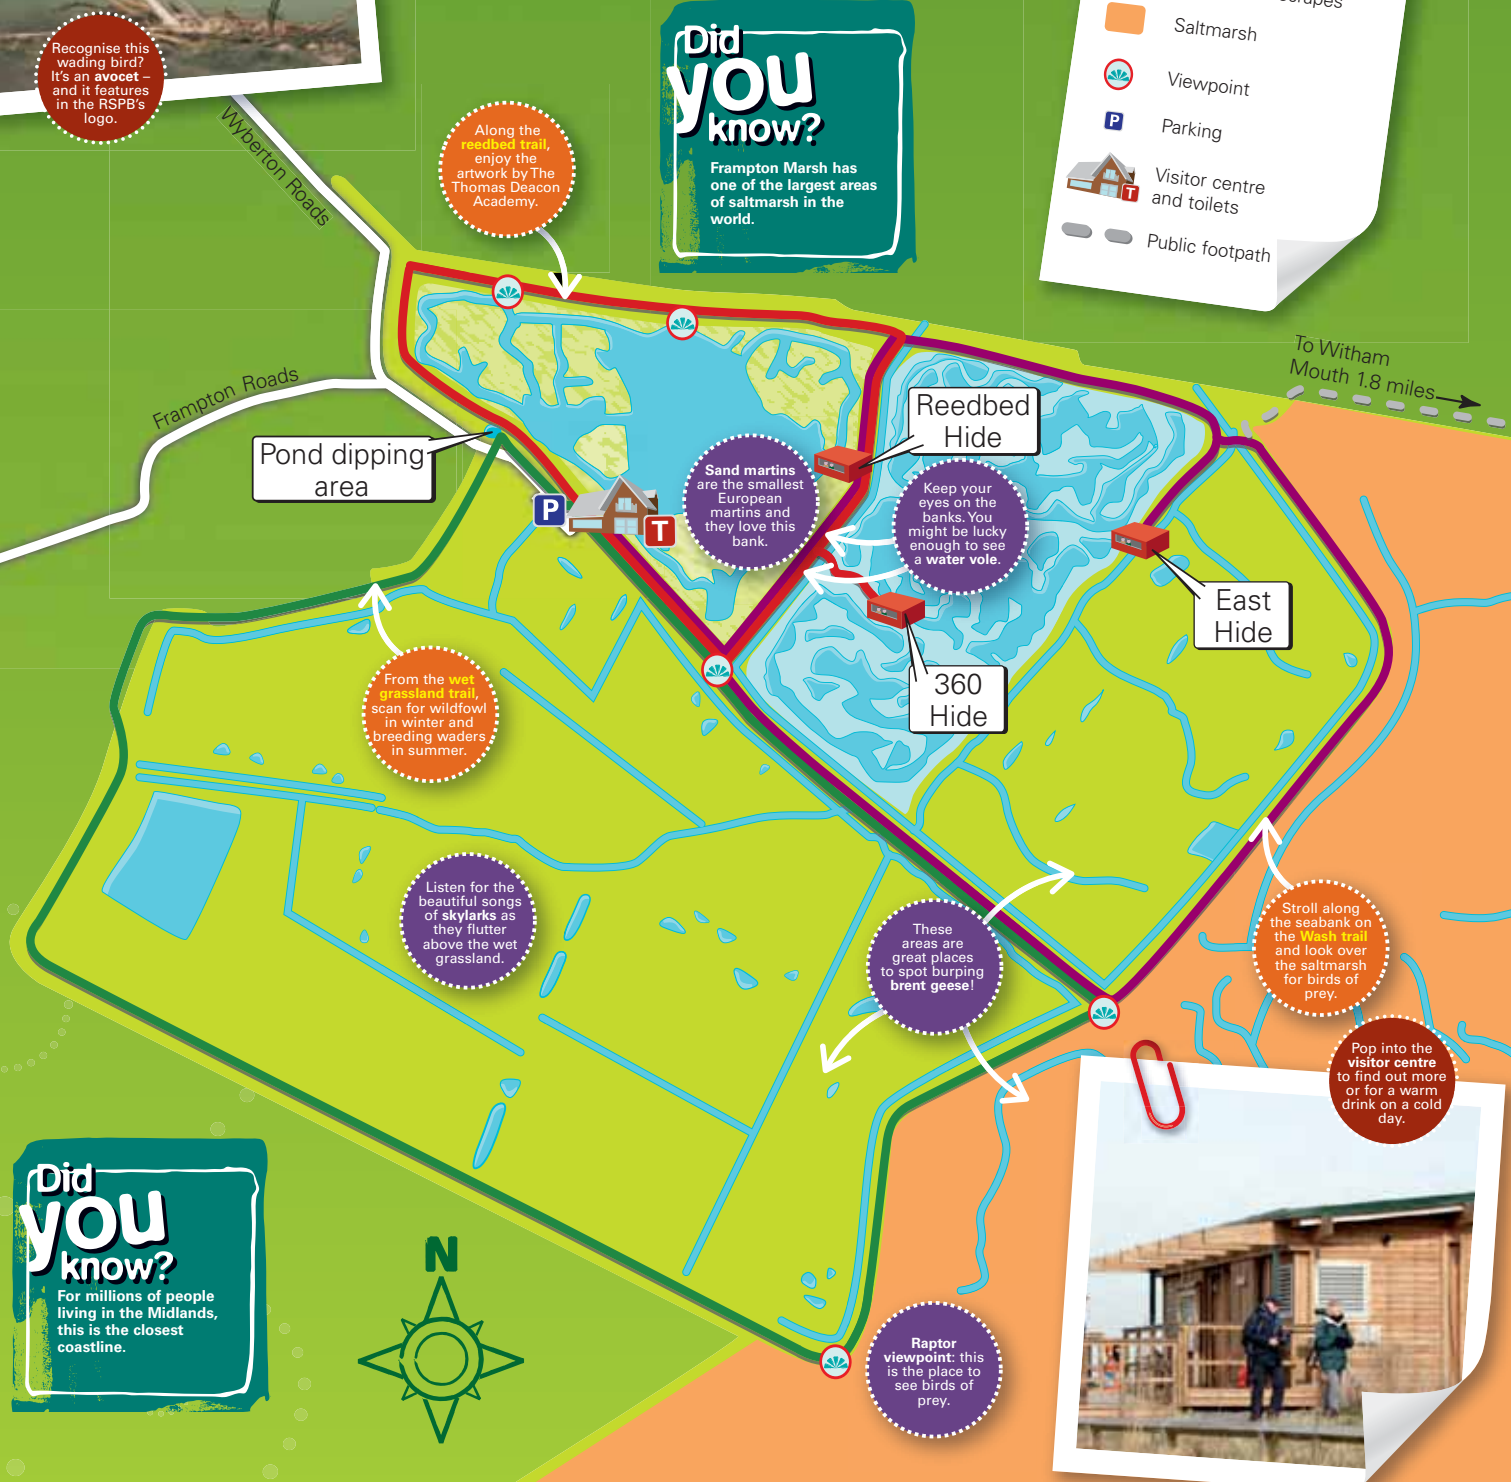 Recognise this
wading bird?
It's an avocet –
and it features
in the RSPB's
logo.
Wyberton Roads
Along the
reedbed trail,
enjoy the
artwork by The
Thomas Deacon
Academy.
Did
you
know?
Frampton Marsh has
one of the largest areas
of saltmarsh in the
world.
Saltmarsh
Viewpoint
P
Parking
T
Visitor centre
and toilets
Public footpath
To Witham
Mouth 1.8 miles
Frampton Roads
Pond dipping
area
P
T
Sand martins
are the smallest
European
martins and
they love this
bank.
Reedbed
Hide
Keep your
eyes on the
banks. You
might be lucky
enough to see
a water vole.
East
Hide
360
Hide
From the wet
grassland trail,
scan for wildfowl
in winter and
breeding waders
in summer.
Listen for the
beautiful songs
of skylarks as
they flutter
above the wet
grassland.
These
areas are
great places
to spot burping
brent geese!
Stroll along
the seabank on
the Wash trail
and look over
the saltmarsh
for birds of
prey.
Pop into the
visitor centre
to find out more
or for a warm
drink on a cold
day.
Did
you
know?
For millions of people
living in the Midlands,
this is the closest
coastline.
N
Raptor
viewpoint: this
is the place to
see birds of
prey.